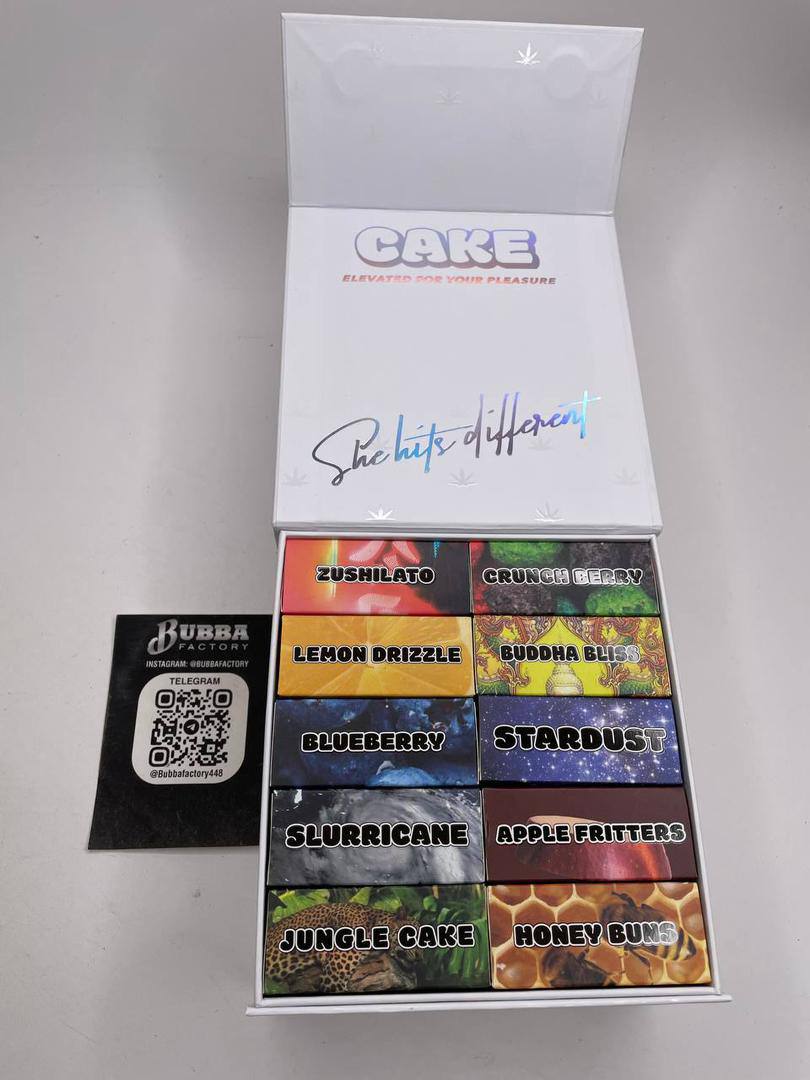 CAKE
ELEVATED FOR YOUR PLEASURE
She hits different
ZUSHILATO
CRUNCH BERRY
LEMON DRIZZLE
BUDDHA BLISS
BLUEBERRY
STARDUST
SLURRICANE
APPLE FRITTERS
JUNGLE CAKE
HONEY BUNS
BUBBA
FACTORY
INSTAGRAM: @BUBBAFACTORY
TELEGRAM
@Bubbafactory448